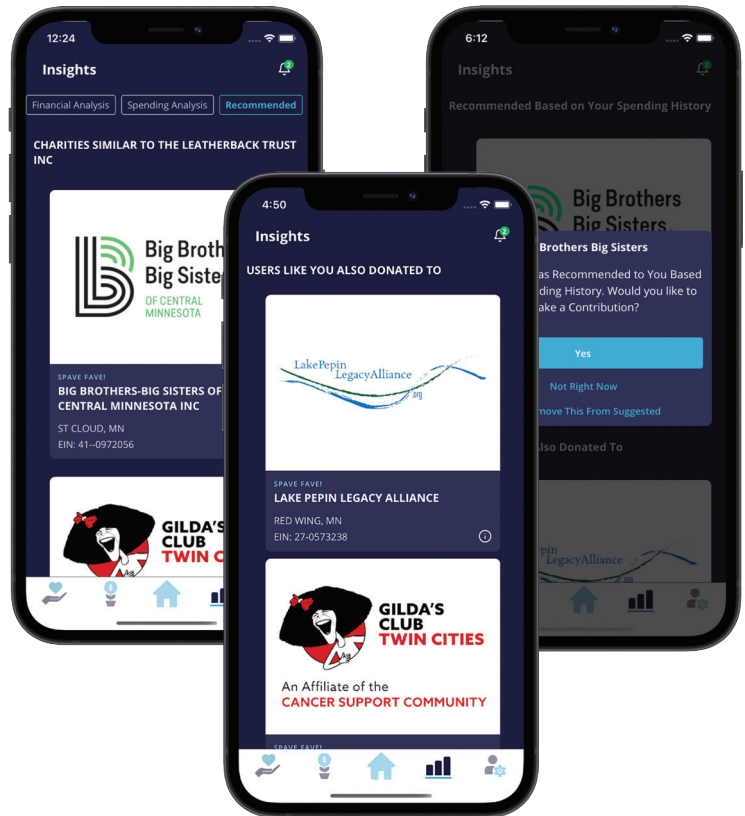 12:24
Insights
2
Financial Analysis
Spending Analysis
Recommended
CHARITIES SIMILAR TO THE LEATHERBACK TRUST
INC
Big Broth
Big Siste
OF CENTRAL
MINNESOTA
SPAVE FAVE!
BIG BROTHERS-BIG SISTERS OF
CENTRAL MINNESOTA INC
ST CLOUD, MN
EIN: 41--0972056
GILDA'S
CLUB
TWIN C
4:50
Insights
2
USERS LIKE YOU ALSO DONATED TO
LakePepin
LegacyAlliance
.org
SPAVE FAVE!
LAKE PEPIN LEGACY ALLIANCE
RED WING, MN
EIN: 27-0573238
GILDA'S
CLUB
TWIN CITIES
An Affiliate of the
CANCER SUPPORT COMMUNITY
SPAVE FAVE!
6:12
Insights
2
Recommended Based on Your Spending History
Big Brothers
Big Sisters
Brothers Big Sisters
as Recommended to You Based
ding History. Would you like to
ake a Contribution?
Yes
Not Right Now
move This From Suggested
Also Donated To
pin
LegacyAlliance
.org